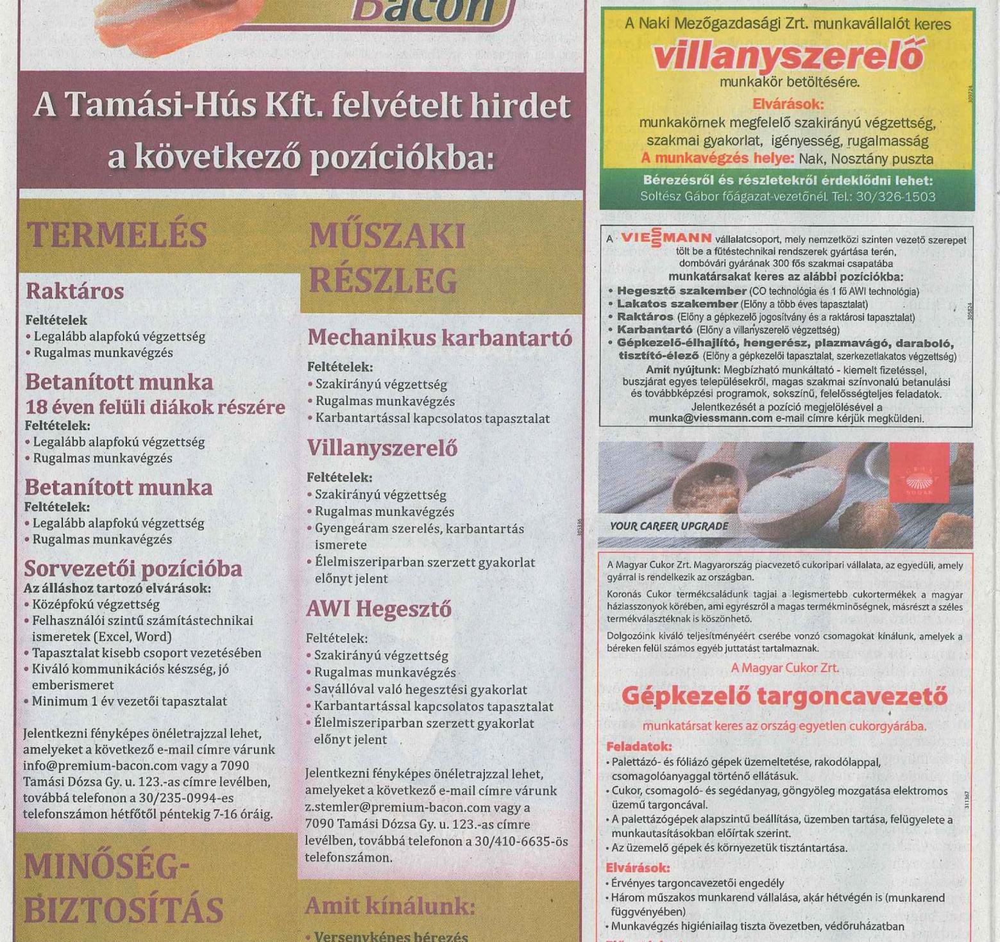 Bacon
A Tamási-Hús Kft. felvételt hirdet
a következő pozíciókba:
TERMELÉS
Raktáros
Feltételek
• Legalább alapfokú végzettség
• Rugalmas munkavégzés
Betanított munka
18 éven felüli diákok részére
Feltételek:
• Legalább alapfokú végzettség
• Rugalmas munkavégzés
Betanított munka
Feltételek:
• Legalább alapfokú végzettség
• Rugalmas munkavégzés
Sorvezetői pozícióba
Az álláshoz tartozó elvárások:
• Középfokú végzettség
• Felhasználói szintű számítástechnikai
ismeretek (Excel, Word)
• Tapasztalat kisebb csoport vezetésében
• Kiváló kommunikációs készség, jó
emberismeret
• Minimum 1 év vezetői tapasztalat
Jelentkezni fényképes önéletrajzzal lehet,
amelyeket a következő e-mail címre várunk
info@premium-bacon.com vagy a 7090
Tamási Dózsa Gy. u. 123.-as címre levélben,
továbbá telefonon a 30/235-0994-es
telefonszámon hétfőtől péntekig 7-16 óráig.
MINŐSÉG-
BIZTOSÍTÁS
MŰSZAKI
RÉSZLEG
Mechanikus karbantartó
Feltételek:
• Szakirányú végzettség
• Rugalmas munkavégzés
• Karbantartással kapcsolatos tapasztalat
Villanyszerelő
Feltételek:
• Szakirányú végzettség
• Rugalmas munkavégzés
• Gyengeáram szerelés, karbantartás
ismerete
• Élelmiszeriparban szerzett gyakorlat
előnyt jelent
AWI Hegesztő
Feltételek:
• Szakirányú végzettség
• Rugalmas munkavégzés
• Saválló­val való hegesztési gyakorlat
• Karbantartással kapcsolatos tapasztalat
• Élelmiszeriparban szerzett gyakorlat
előnyt jelent
Jelentkezni fényképes önéletrajzzal lehet,
amelyeket a következő e-mail címre várunk
z.stemler@premium-bacon.com vagy a
7090 Tamási Dózsa Gy. u. 123.-as címre
levélben, továbbá telefonon a 30/410-6635-ös
telefonszámon.
Amit kínálunk:
• Versenyképes bérezés
305336
A Naki Mezőgazdasági Zrt. munkavállalót keres
villanyszerelő
munkakör betöltésére.
Elvárások:
munkakörnek megfelelő szakirányú végzettség,
szakmai gyakorlat, igényesség, rugalmasság
A munkavégzés helye: Nak, Nosztány puszta
Bérezésről és részletekről érdeklődni lehet:
Soltész Gábor főágazat-vezetőnél. Tel.: 30/326-1503
309724
A VIESSMANN vállalatcsoport, mely nemzetközi szinten vezető szerepet
tölt be a fűtéstechnikai rendszerek gyártása terén,
dombóvári gyárának 300 fős szakmai csapatába
munkatársakat keres az alábbi pozíciókba:
• Hegesztő szakember (CO technológia és 1 fő AWI technológia)
• Lakatos szakember (Előny a több éves tapasztalat)
• Raktáros (Előny a gépkezelő jogosítvány és a raktárosi tapasztalat)
• Karbantartó (Előny a villanyszerelő végzettség)
• Gépkezelő-élhajlító, hengerész, plazmavágó, daraboló,
tisztító-élező (Előny a gépkezelői tapasztalat, szerkezetlakatos végzettség)
Amit nyújtunk: Megbízható munkáltató - kiemelt fizetéssel,
buszjárat egyes településekről, magas szakmai színvonalú betanulási
és továbbképzési programok, sokszínű, felelősségteljes feladatok.
Jelentkezését a pozíció megjelölésével a
munka@viessmann.com e-mail címre kérjük megküldeni.
305824
YOUR CAREER UPGRADE
A Magyar Cukor Zrt. Magyarország piacvezető cukoripari vállalata, az egyedüli, amely
gyárral is rendelkezik az országban.
Koronás Cukor termékcsaládunk tagjai a legismertebb cukortermékek a magyar
háziasszonyok körében, ami egyrészről a magas termékminőségnek, másrészt a széles
termékválasztéknak is köszönhető.
Dolgozóink kiváló teljesítményéért cserébe vonzó csomagokat kínálunk, amelyek a
béreken felül számos egyéb juttatást tartalmaznak.
A Magyar Cukor Zrt.
Gépkezelő targoncavezető
munkatársat keres az ország egyetlen cukorgyárába.
Feladatok:
• Palettázó- és fóliázó gépek üzemeltetése, rakodólappal,
csomagolóanyaggal történő ellátásuk.
• Cukor, csomagoló- és segédanyag, göngyöleg mozgatása elektromos
üzemű targoncával.
• A palettázógépek alapszintű beállítása, üzemben tartása, felügyelete a
munkautasításokban előírtak szerint.
• Az üzemelő gépek és környezetük tisztántartása.
Elvárások:
• Érvényes targoncavezetői engedély
• Három műszakos munkarend vállalása, akár hétvégén is (munkarend
függvényében)
• Munkavégzés higiéniailag tiszta övezetben, védőruházatban
311367